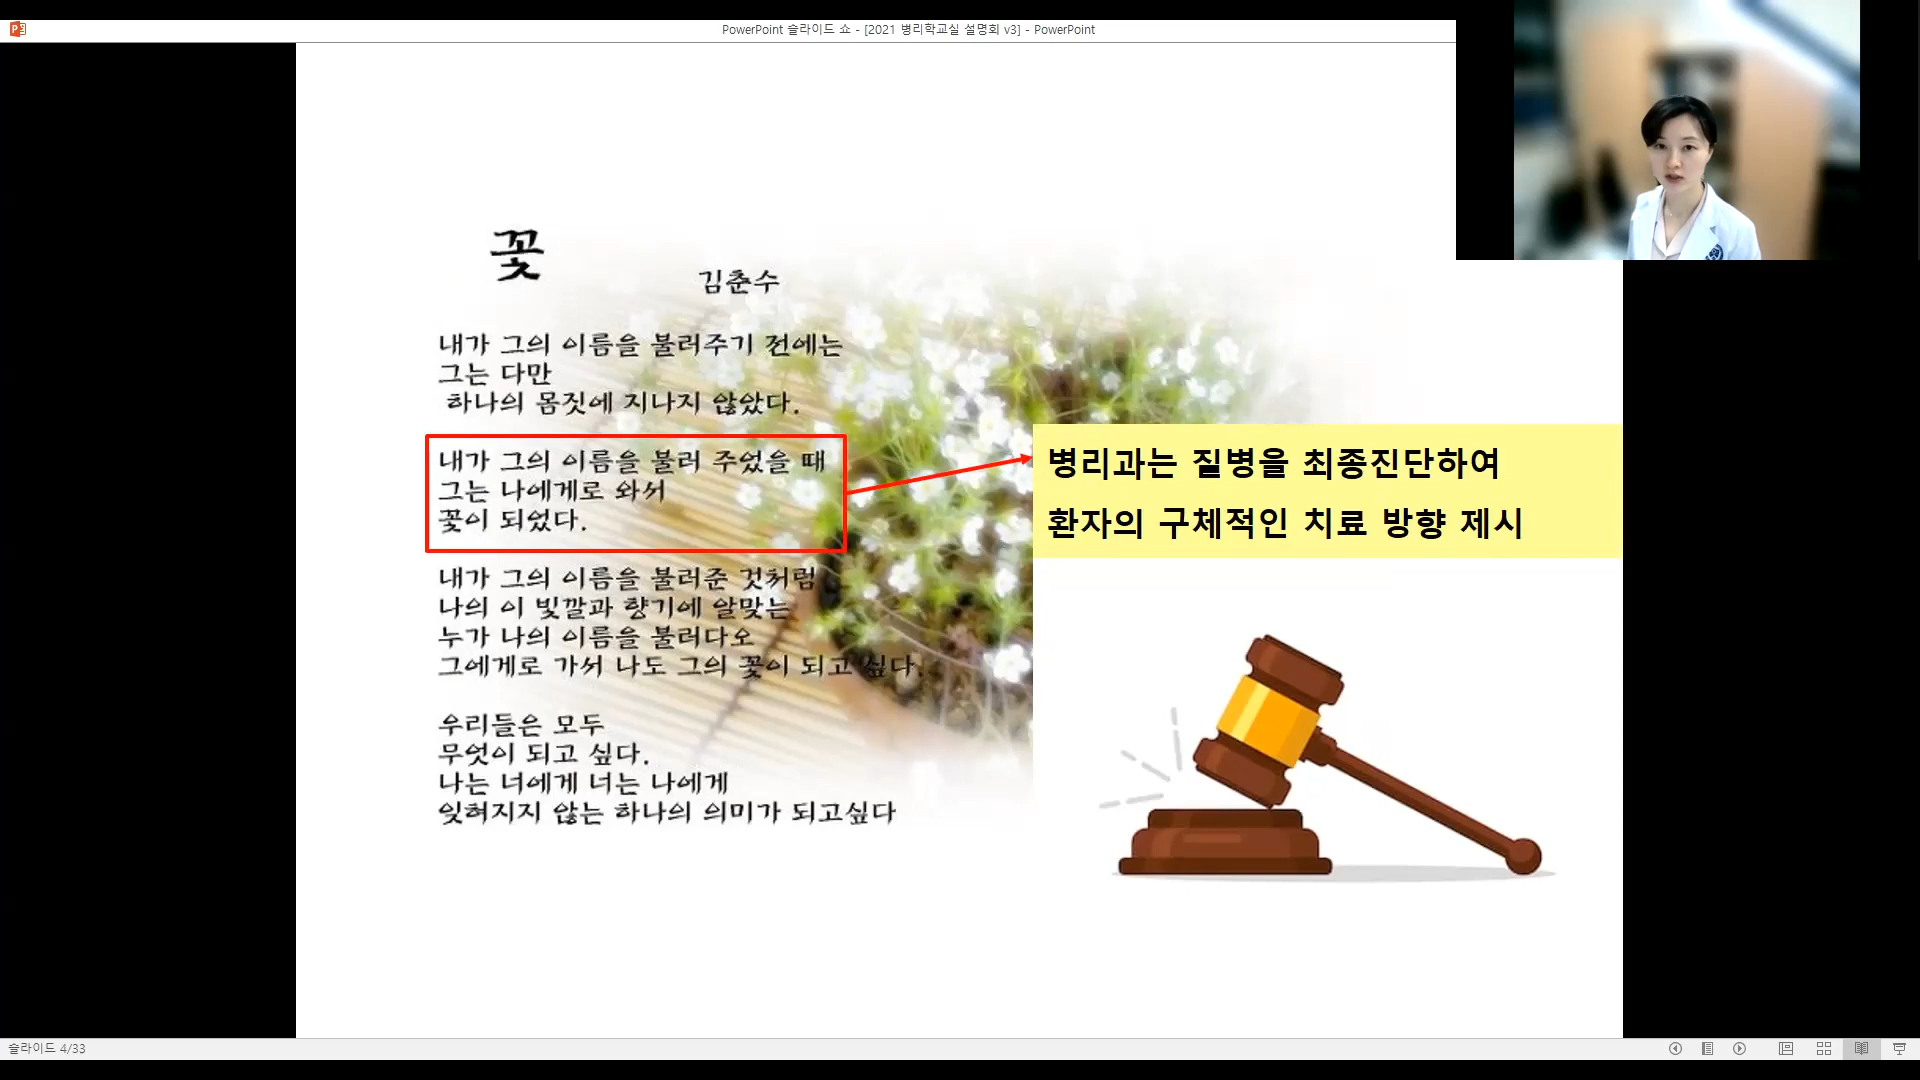 PowerPoint 슬라이드 쇼 - [2021 병리학교실 설명회 v3] - PowerPoint
꽃
김춘수
내가 그의 이름을 불러주기 전에는
그는 다만
하나의 몸짓에 지나지 않았다.
내가 그의 이름을 불러 주었을 때
그는 나에게로 와서
꽃이 되었다.
병리과는 질병을 최종진단하여
환자의 구체적인 치료 방향 제시
내가 그의 이름을 불러준 것처럼
나의 이 빛깔과 향기에 알맞는
누가 나의 이름을 불러다오
그에게로 가서 나도 그의 꽃이 되고 싶다.
우리들은 모두
무엇이 되고 싶다.
나는 너에게 너는 나에게
잊혀지지 않는 하나의 의미가 되고싶다
슬라이드 4/33